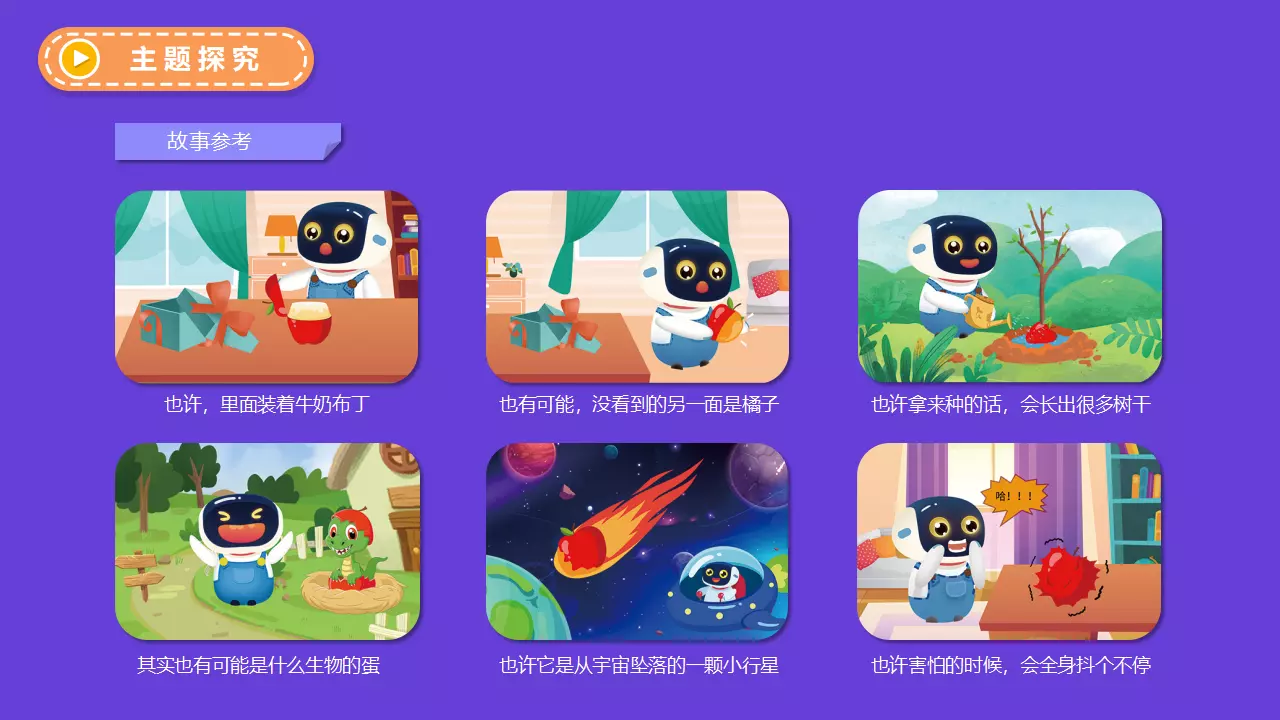 主题探究
故事参考
也许，里面装着牛奶布丁
也有可能，没看到的另一面是橘子
也许拿来种的话，会长出很多树干
其实也有可能是什么生物的蛋
也许它是从宇宙坠落的一颗小行星
哈！！！
也许害怕的时候，会全身抖个不停